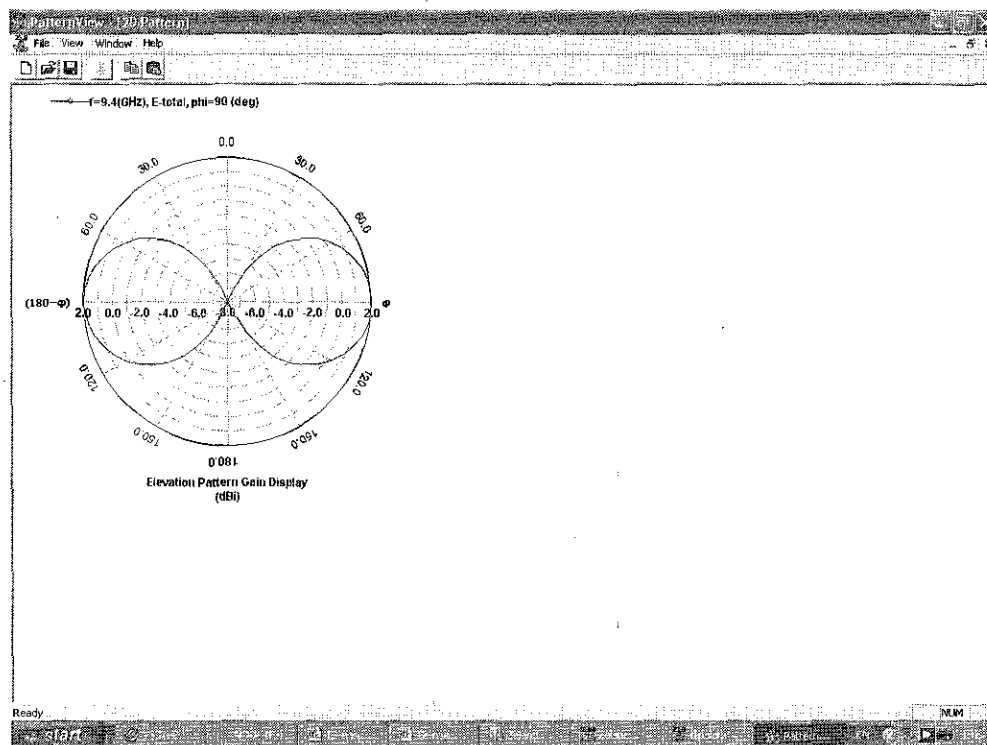 PatternView - [2D Pattern]
File View Window Help
f=9.4(GHz), E-total, phi=90 (deg)
0.0
30.0 30.0
60.0 60.0
(180-φ) φ
2.0 0.0 -2.0 -4.0 -6.0 -8.0 -6.0 -4.0 -2.0 0.0 2.0
120.0 120.0
150.0 150.0
180.0
Elevation Pattern Gain Display
(dBi)
Ready NUM
start